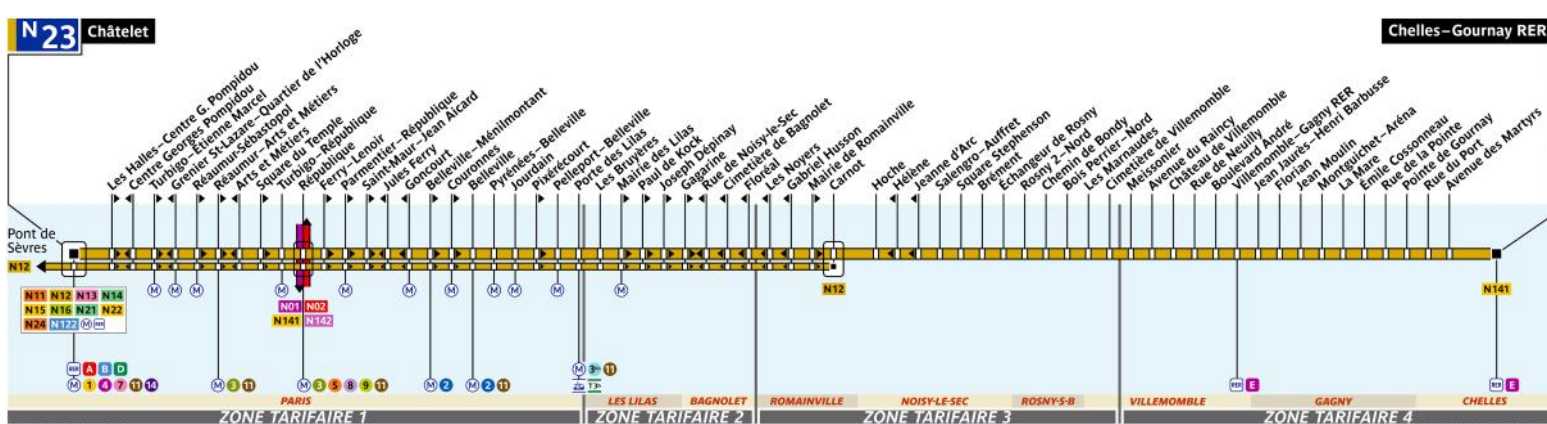 N23 Châtelet
Chelles–Gournay RER
Les Halles–Centre G. Pompidou
Centre Georges Pompidou
Turbigo–Étienne Marcel
Grenier St-Lazare–Quartier de l'Horloge
Réaumur-Sébastopol
Réaumur–Arts et Métiers
Arts et Métiers
Square du Temple
Turbigo–République
République
Ferry–Lenoir
Parmentier–République
Saint-Maur–Jean Aicard
Jules Ferry
Goncourt
Belleville–Ménilmontant
Couronnes
Belleville
Pyrénées–Belleville
Jourdain
Pixérécourt
Pelleport–Belleville
Porte des Lilas
Les Bruyères
Mairie des Lilas
Paul de Kock
Joseph Dépinay
Gagarine
Rue de Noisy-le-Sec
Cimetière de Bagnolet
Floréal
Les Noyers
Gabriel Husson
Mairie de Romainville
Carnot
Hoche
Hélène
Jeanne d'Arc
Salengro–Auffret
Square Stephenson
Brément
Échangeur de Rosny
Rosny 2–Nord
Chemin de Bondy
Bois Perrier–Nord
Les Marnaudes
Cimetière de Villemomble
Meissonier
Avenue du Raincy
Château de Villemomble
Rue de Neuilly
Boulevard André
Villemomble–Gagny RER
Jean Jaurès–Henri Barbusse
Florian
Jean Moulin
Montguichet–Aréna
La Mare
Les Cossonneau
Émile Cossonneau
Rue de la Pointe
Pointe de Gournay
Rue du Port
Avenue des Martyrs
Pont de
Sèvres
N12
N12
N141
N11 N12 N13 N14
N15 N16 N21 N22
N24 N122 M RER
N01 N02
N141 N142
M M M M M M M M M M
RER A B D
M 1 4 7 11 14
M 3 11
M 3 5 8 9 11
M 2
M 2 11
M 3bis 11
T3b
RER E
RER E
PARIS LES LILAS BAGNOLET ROMAINVILLE NOISY-LE-SEC ROSNY-S-B VILLEMOMBLE GAGNY CHELLES
ZONE TARIFAIRE 1 ZONE TARIFAIRE 2 ZONE TARIFAIRE 3 ZONE TARIFAIRE 4